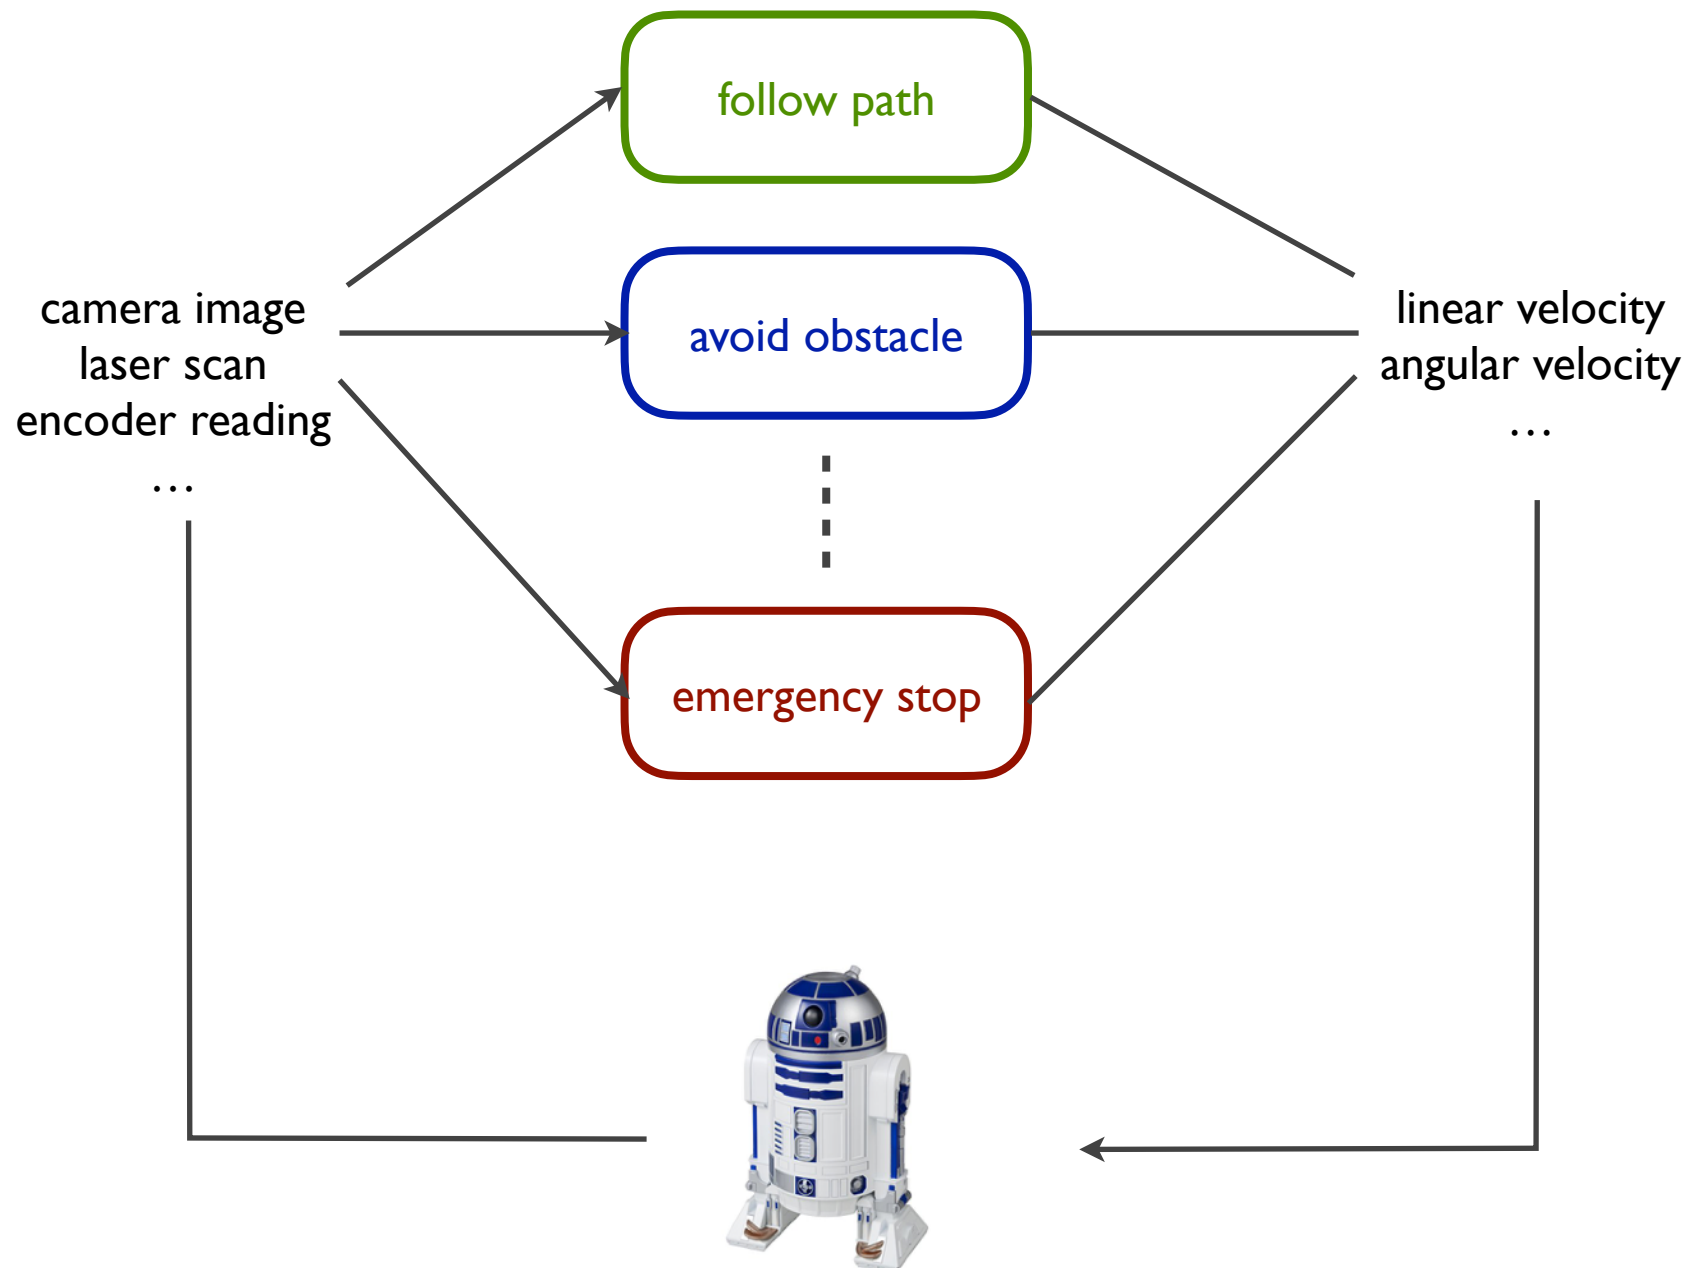 follow path
camera image
laser scan
encoder reading
…
avoid obstacle
linear velocity
angular velocity
…
emergency stop